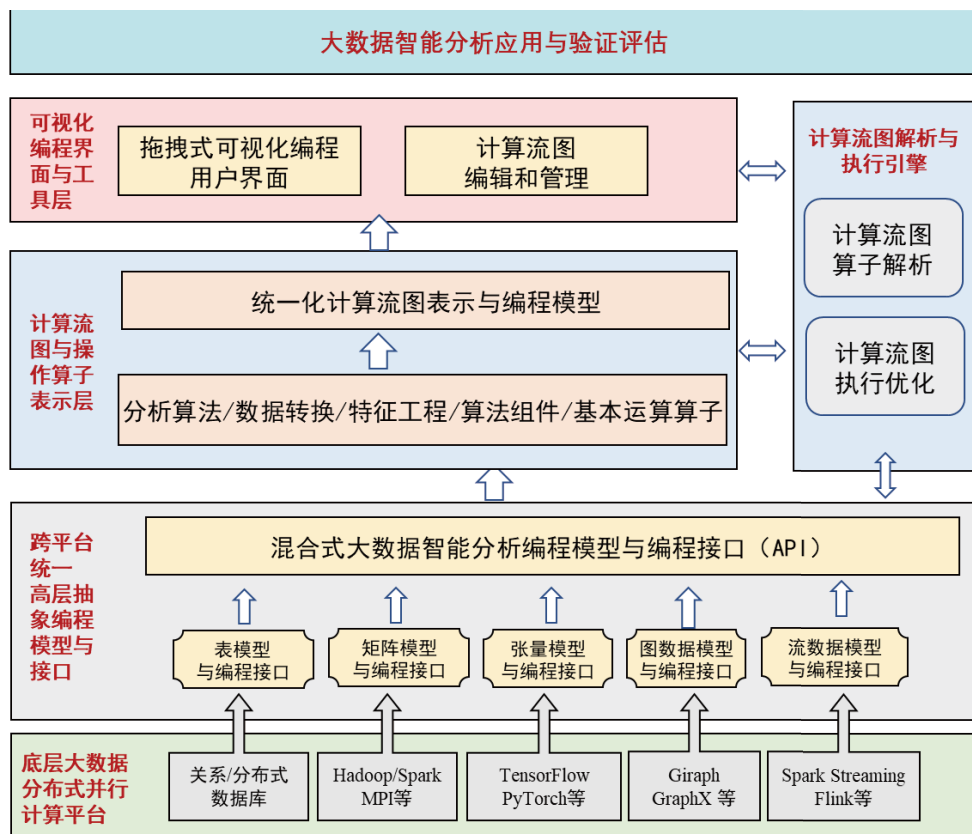 大数据智能分析应用与验证评估
可视化
编程界
面与工
具层
拖拽式可视化编程
用户界面
计算流图
编辑和管理
计算流图解析与
执行引擎
计算流图
算子解析
计算流图
执行优化
计算流
图与操
作算子
表示层
统一化计算流图表示与编程模型
分析算法/数据转换/特征工程/算法组件/基本运算算子
跨平台
统一
高层抽
象编程
模型与
接口
混合式大数据智能分析编程模型与编程接口（API）
表模型
与编程接口
矩阵模型
与编程接口
张量模型
与编程接口
图数据模型
与编程接口
流数据模型
与编程接口
底层大数据
分布式并行
计算平台
关系/分布式
数据库
Hadoop/Spark
MPI等
TensorFlow
PyTorch等
Giraph
GraphX 等
Spark Streaming
Flink等